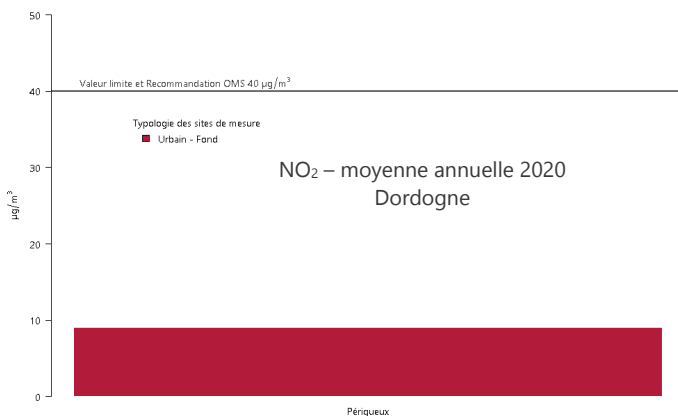 50
Valeur limite et Recommandation OMS 40 µg/m³
40
Typologie des sites de mesure
Urbain - Fond
NO₂ – moyenne annuelle 2020
Dordogne
30
µg/m³
20
10
0
Périgueux